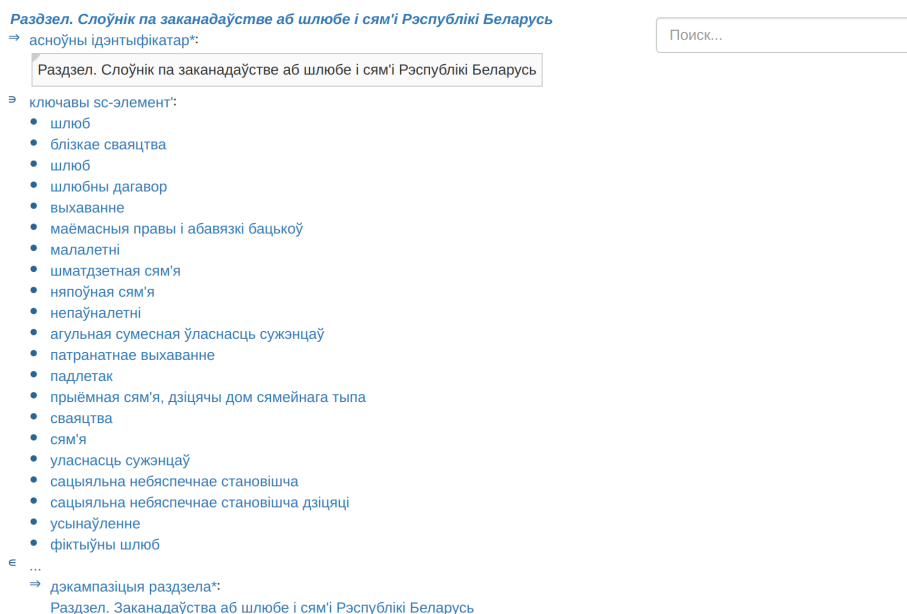 Раздзел. Слоўнік па заканадаўстве аб шлюбе і сям'і Рэспублікі Беларусь
Поиск...
⇒ асноўны ідэнтыфікатар*:
Раздзел. Слоўнік па заканадаўстве аб шлюбе і сям'і Рэспублікі Беларусь
∋ ключавы sc-элемент':
• шлюб
• блізкае сваяцтва
• шлюб
• шлюбны дагавор
• выхаванне
• маёмасныя правы і абавязкі бацькоў
• малалетні
• шматдзетная сям'я
• няпоўная сям'я
• непаўналетні
• агульная сумесная ўласнасць сужэнцаў
• патранатнае выхаванне
• падлетак
• прыёмная сям'я, дзіцячы дом сямейнага тыпа
• сваяцтва
• сям'я
• уласнасць сужэнцаў
• сацыяльна небяспечнае становішча
• сацыяльна небяспечнае становішча дзіцяці
• усынаўленне
• фіктыўны шлюб
∈ ...
⇒ дэкампазіцыя раздзела*:
Раздзел. Заканадаўства аб шлюбе і сям'і Рэспублікі Беларусь